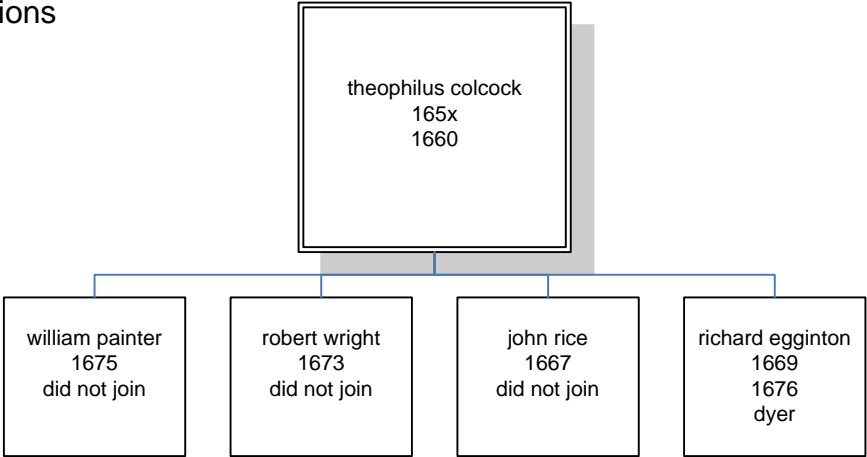 theophilus colcock
165x
1660
william painter
1675
did not join
robert wright
1673
did not join
john rice
1667
did not join
richard egginton
1669
1676
dyer